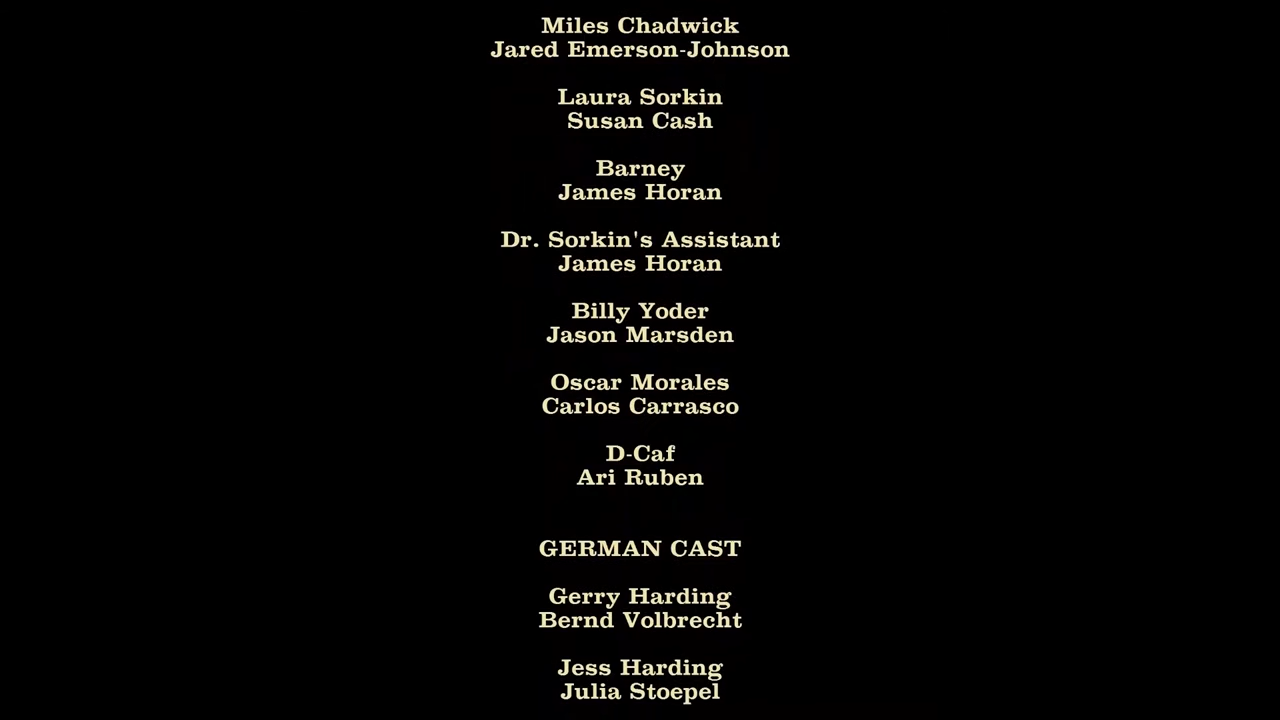 Miles Chadwick
Jared Emerson-Johnson
Laura Sorkin
Susan Cash
Barney
James Horan
Dr. Sorkin's Assistant
James Horan
Billy Yoder
Jason Marsden
Oscar Morales
Carlos Carrasco
D-Caf
Ari Ruben
GERMAN CAST
Gerry Harding
Bernd Volbrecht
Jess Harding
Julia Stoepel